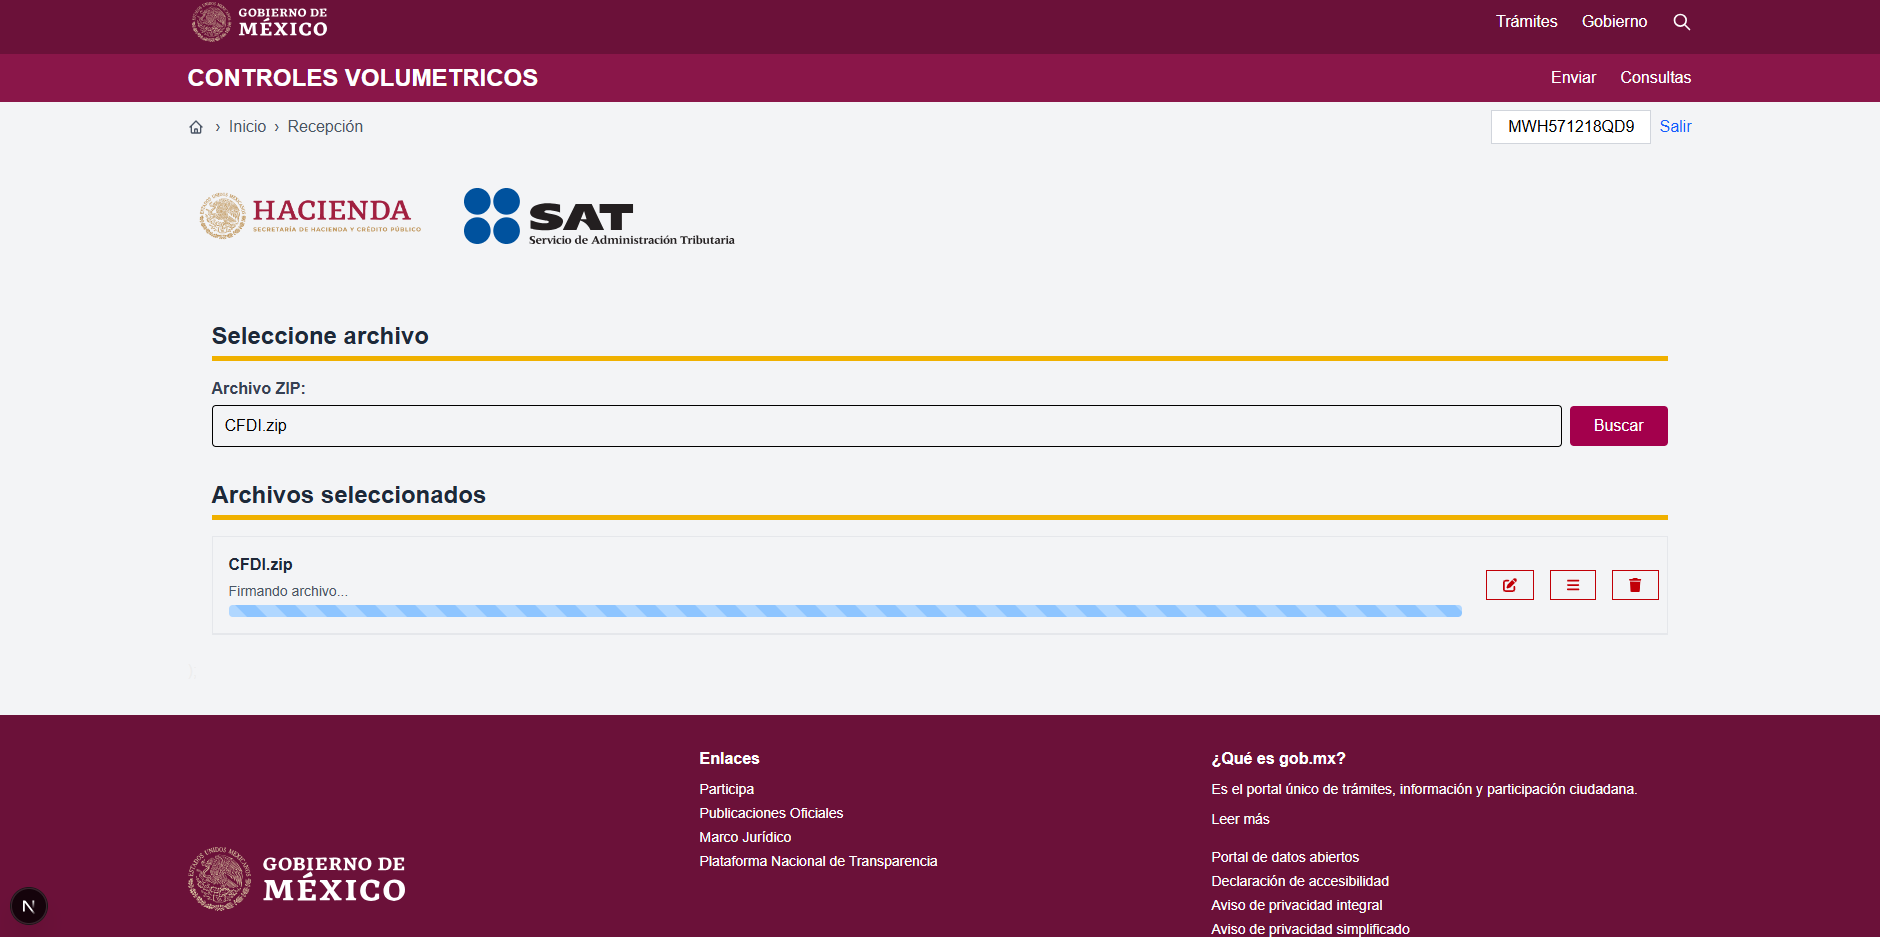 GOBIERNO DE
MÉXICO
Trámites Gobierno
CONTROLES VOLUMETRICOS
Enviar Consultas
› Inicio › Recepción
MWH571218QD9 Salir
HACIENDA
SECRETARÍA DE HACIENDA Y CRÉDITO PÚBLICO
SAT
Servicio de Administración Tributaria
Seleccione archivo
Archivo ZIP:
CFDI.zip
Buscar
Archivos seleccionados
CFDI.zip
Firmando archivo...
Enlaces
Participa
Publicaciones Oficiales
Marco Jurídico
Plataforma Nacional de Transparencia
¿Qué es gob.mx?
Es el portal único de trámites, información y participación ciudadana.
Leer más
Portal de datos abiertos
Declaración de accesibilidad
Aviso de privacidad integral
Aviso de privacidad simplificado
ESTADOS UNIDOS MEXICANOS
GOBIERNO DE
MÉXICO
N